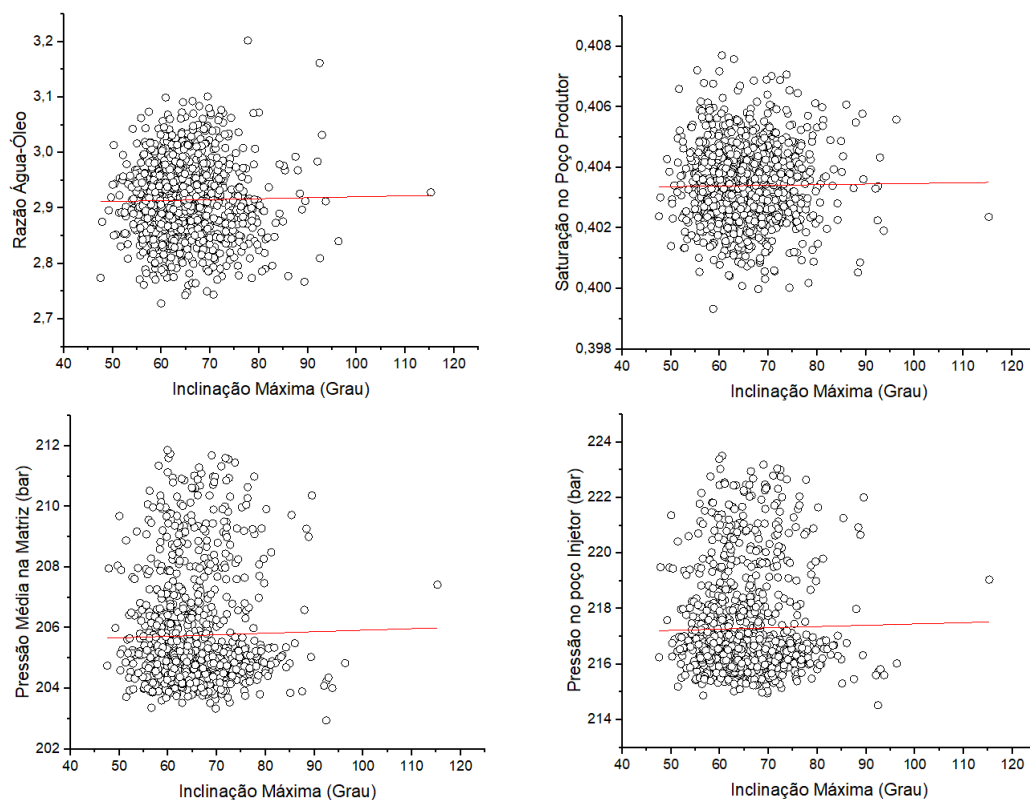 Razão Água-Óleo
3,2
3,1
3,0
2,9
2,8
2,7
40 50 60 70 80 90 100 110 120
Inclinação Máxima (Grau)
Saturação no Poço Produtor
0,408
0,406
0,404
0,402
0,400
0,398
40 50 60 70 80 90 100 110 120
Inclinação Máxima (Grau)
Pressão Média na Matriz (bar)
212
210
208
206
204
202
40 50 60 70 80 90 100 110 120
Inclinação Máxima (Grau)
Pressão no poço Injetor (bar)
224
222
220
218
216
214
40 50 60 70 80 90 100 110 120
Inclinação Máxima (Grau)